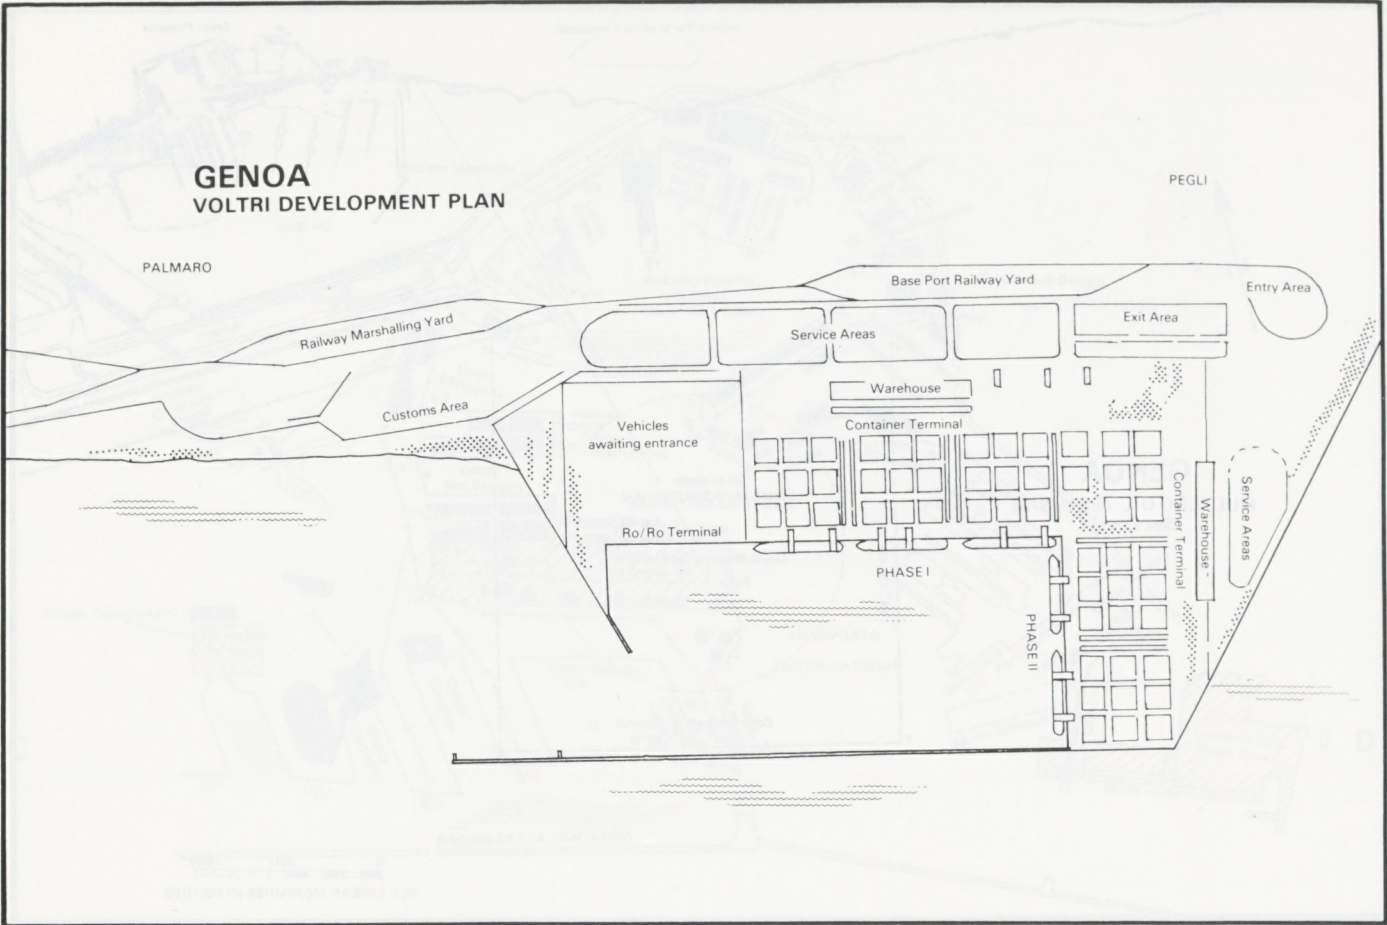 GENOA
VOLTRI DEVELOPMENT PLAN
PEGLI
PALMARO
Base Port Railway Yard
Entry Area
Railway Marshalling Yard
Service Areas
Exit Area
Warehouse
Customs Area
Vehicles
awaiting entrance
Container Terminal
Container Terminal
Warehouse
Service Areas
Ro/Ro Terminal
PHASE I
PHASE II